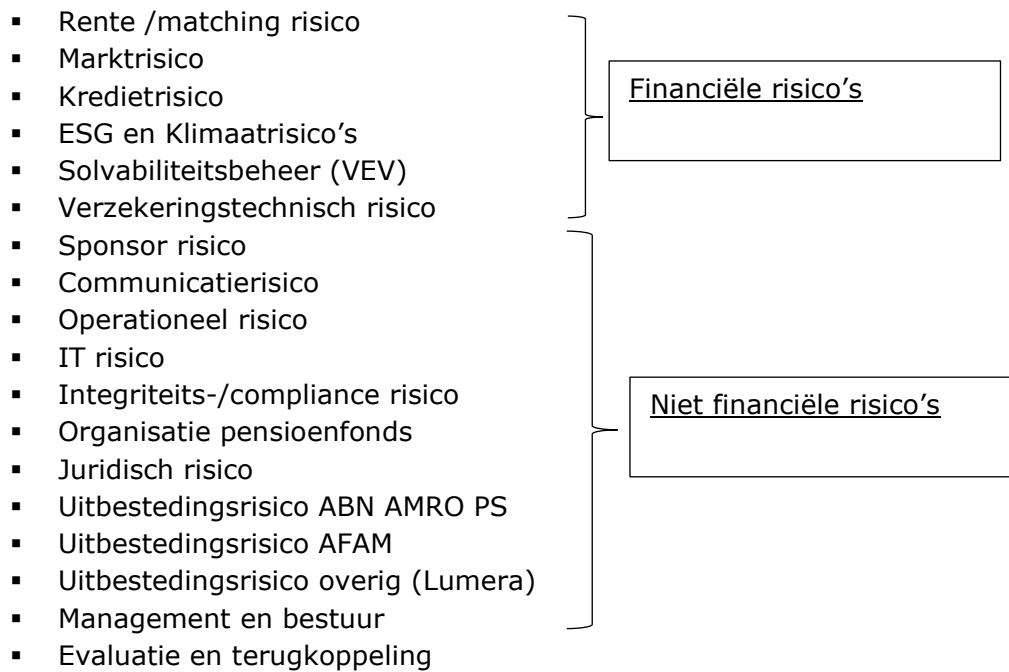 ▪ Rente /matching risico
▪ Marktrisico
▪ Kredietrisico
▪ ESG en Klimaatrisico’s
▪ Solvabiliteitsbeheer (VEV)
▪ Verzekeringstechnisch risico
Financiële risico’s
▪ Sponsor risico
▪ Communicatierisico
▪ Operationeel risico
▪ IT risico
▪ Integriteits-/compliance risico
▪ Organisatie pensioenfonds
▪ Juridisch risico
▪ Uitbestedingsrisico ABN AMRO PS
▪ Uitbestedingsrisico AFAM
▪ Uitbestedingsrisico overig (Lumera)
▪ Management en bestuur
▪ Evaluatie en terugkoppeling
Niet financiële risico’s